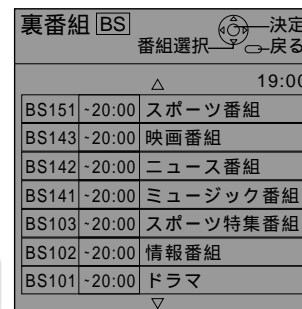 裏番組 BS 決定
番組選択 戻る
△ 19:00
BS151 ~20:00 スポーツ番組
BS143 ~20:00 映画番組
BS142 ~20:00 ニュース番組
BS141 ~20:00 ミュージック番組
BS103 ~20:00 スポーツ特集番組
BS102 ~20:00 情報番組
BS101 ~20:00 ドラマ
▽